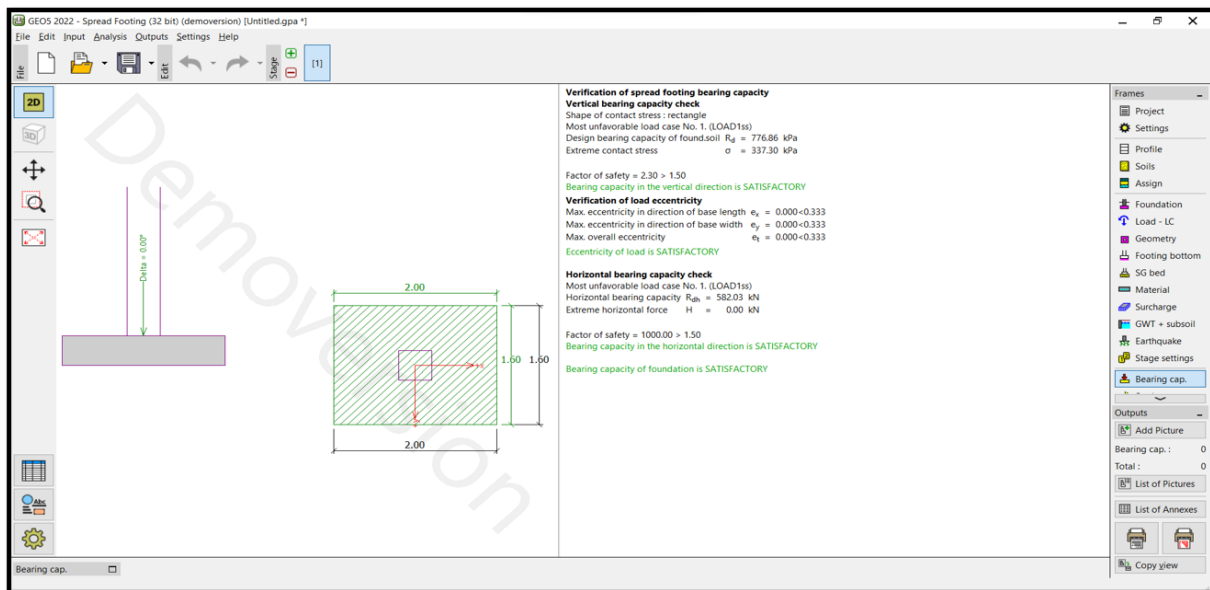 GEO5 2022 - Spread Footing (32 bit) (demoversion) [Untitled.gpa *]
File Edit Input Analysis Outputs Settings Help
File
Edit
Stage
[1]
2D
3D
Demoversion
Delta = 0.00°
2.00
1.60
1.60
+x
2.00
Verification of spread footing bearing capacity
Vertical bearing capacity check
Shape of contact stress : rectangle
Most unfavorable load case No. 1. (LOAD1ss)
Design bearing capacity of found.soil Rd = 776.86 kPa
Extreme contact stress σ = 337.30 kPa
Factor of safety = 2.30 > 1.50
Bearing capacity in the vertical direction is SATISFACTORY
Verification of load eccentricity
Max. eccentricity in direction of base length ex = 0.000<0.333
Max. eccentricity in direction of base width ey = 0.000<0.333
Max. overall eccentricity et = 0.000<0.333
Eccentricity of load is SATISFACTORY
Horizontal bearing capacity check
Most unfavorable load case No. 1. (LOAD1ss)
Horizontal bearing capacity Rdh = 582.03 kN
Extreme horizontal force H = 0.00 kN
Factor of safety = 1000.00 > 1.50
Bearing capacity in the horizontal direction is SATISFACTORY
Bearing capacity of foundation is SATISFACTORY
Frames
Project
Settings
Profile
Soils
Assign
Foundation
Load - LC
Geometry
Footing bottom
SG bed
Material
Surcharge
GWT + subsoil
Earthquake
Stage settings
Bearing cap.
Outputs
Add Picture
Bearing cap. : 0
Total : 0
List of Pictures
List of Annexes
Copy view
Abc
Bearing cap.